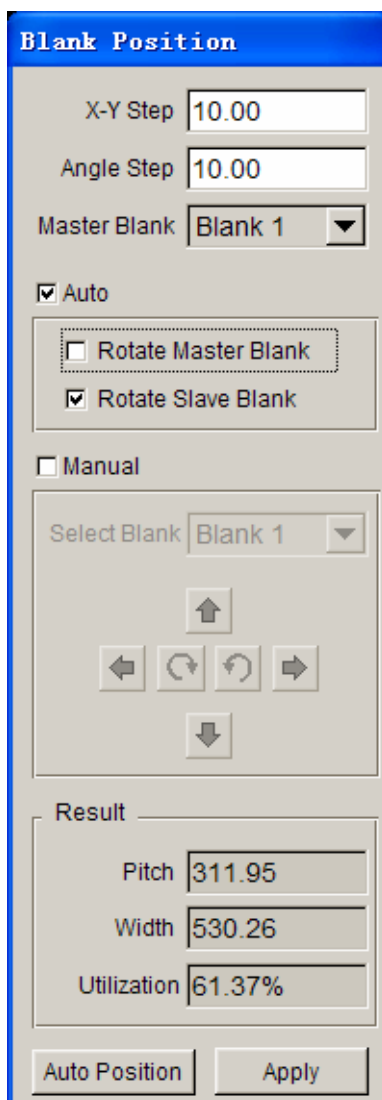 Blank Position
X-Y Step 10.00
Angle Step 10.00
Master Blank Blank 1
Auto
Rotate Master Blank
Rotate Slave Blank
Manual
Select Blank Blank 1
Result
Pitch 311.95
Width 530.26
Utilization 61.37%
Auto Position Apply